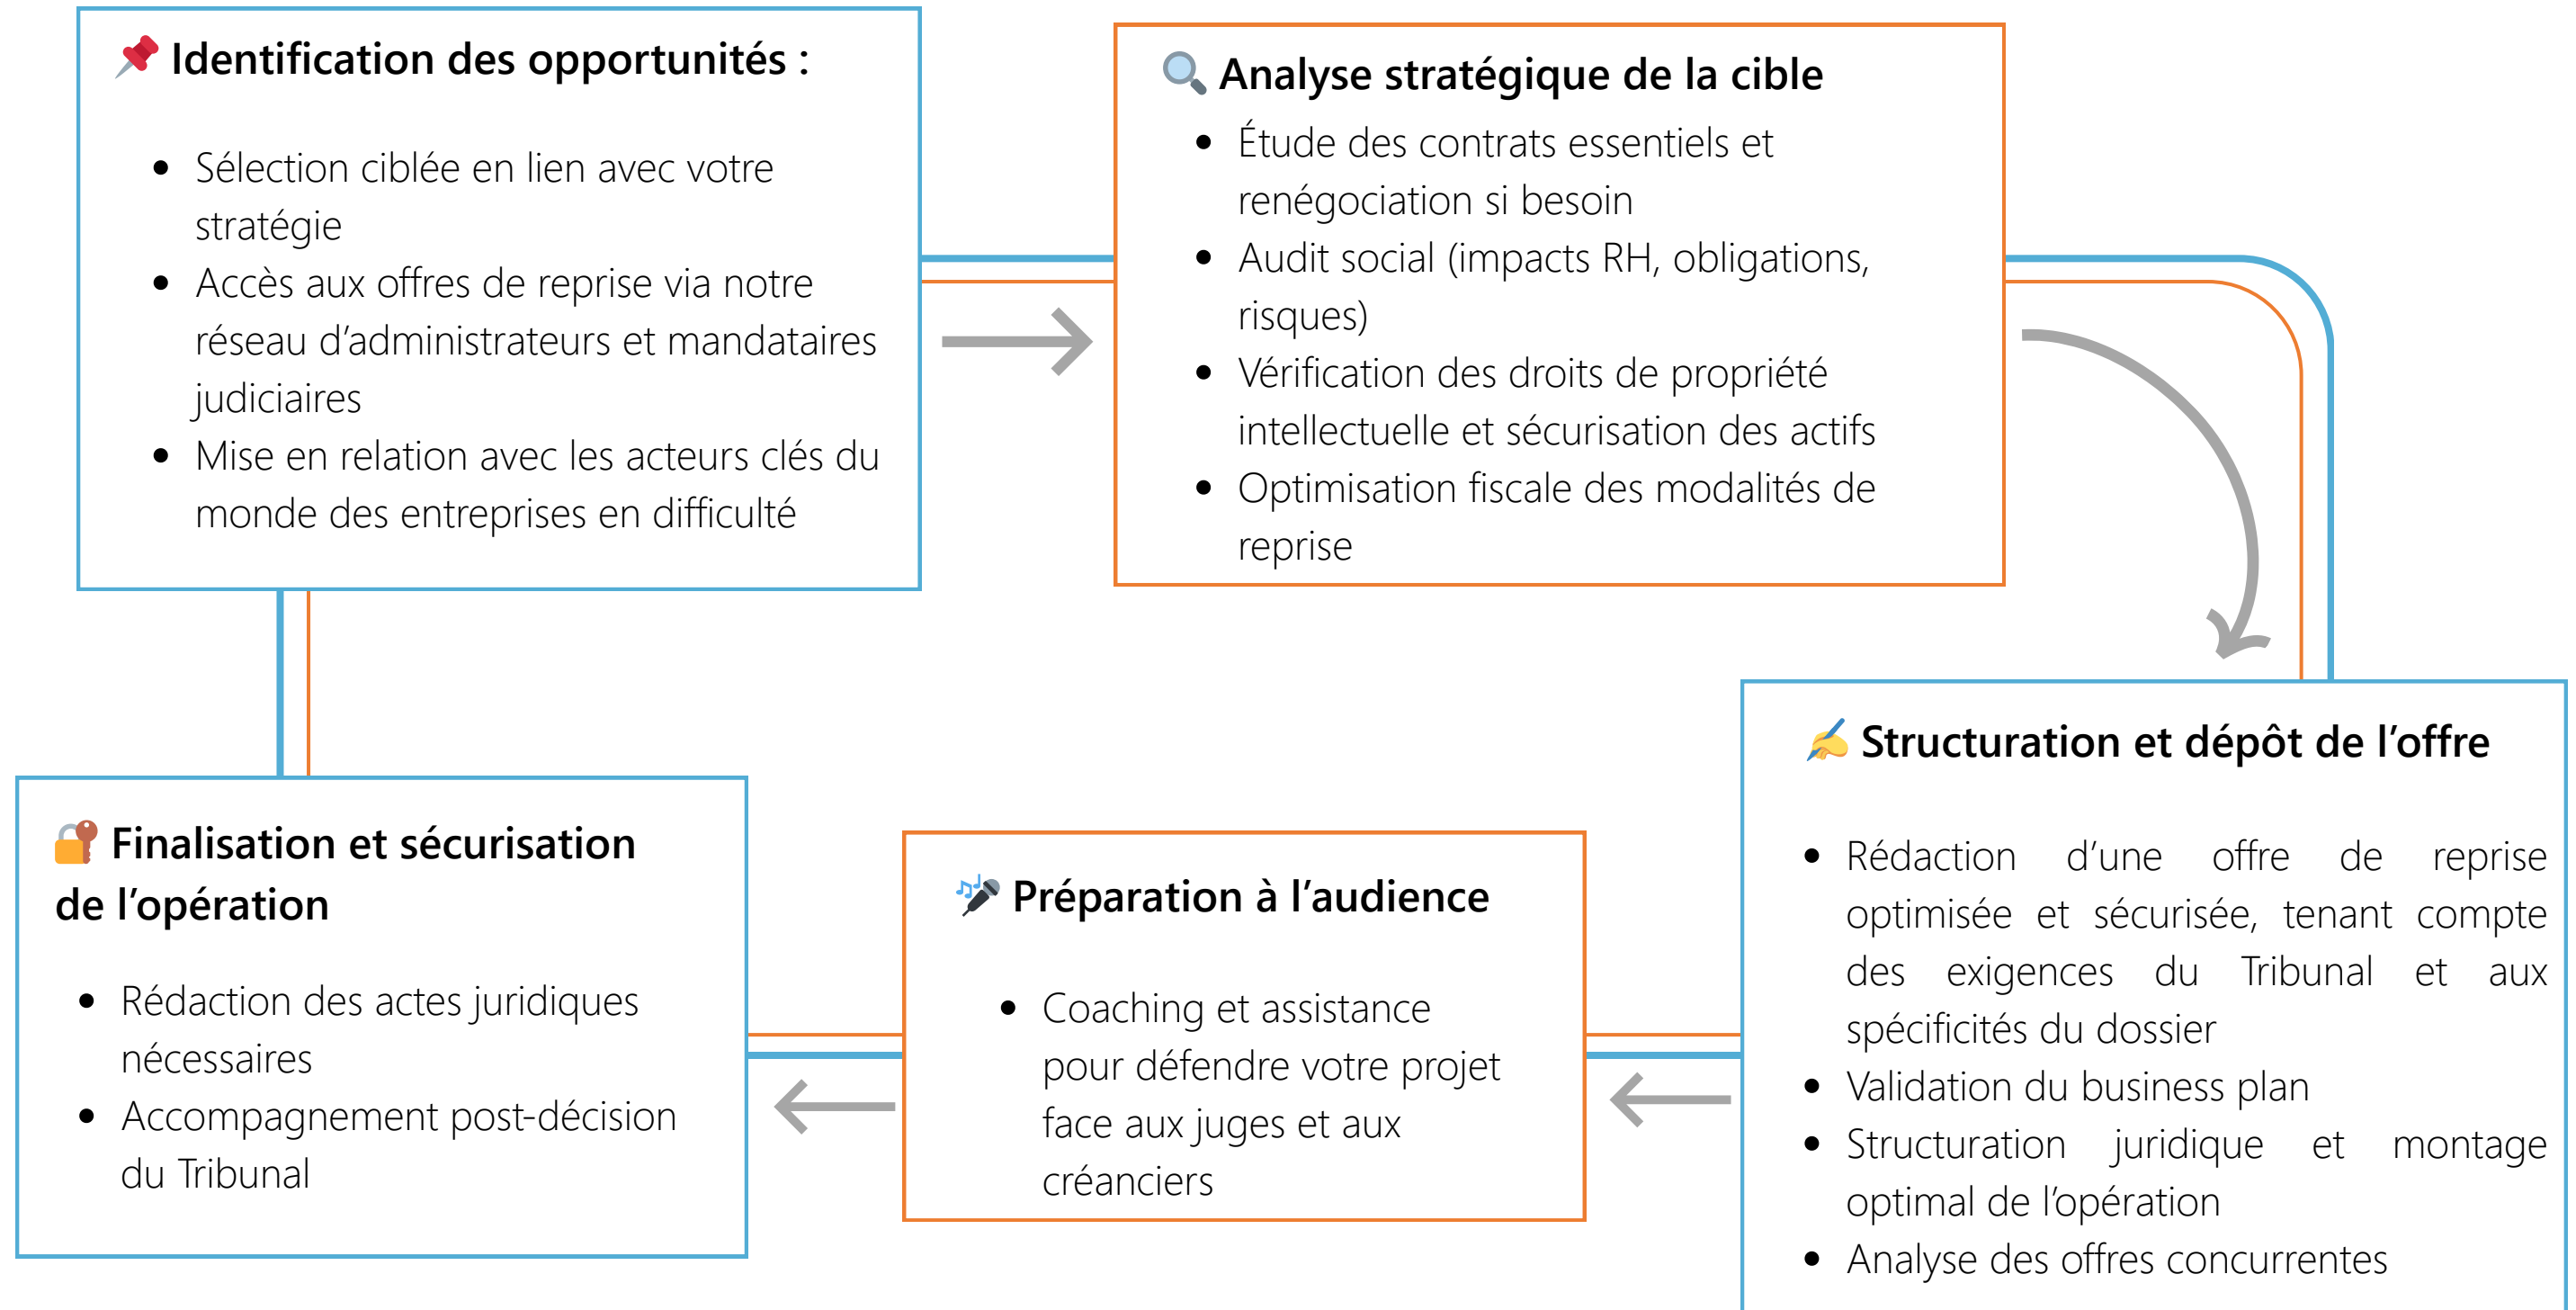 Identification des opportunités :
• Sélection ciblée en lien avec votre
stratégie
• Accès aux offres de reprise via notre
réseau d’administrateurs et mandataires
judiciaires
• Mise en relation avec les acteurs clés du
monde des entreprises en difficulté
Analyse stratégique de la cible
• Étude des contrats essentiels et
renégociation si besoin
• Audit social (impacts RH, obligations,
risques)
• Vérification des droits de propriété
intellectuelle et sécurisation des actifs
• Optimisation fiscale des modalités de
reprise
Structuration et dépôt de l’offre
• Rédaction d’une offre de reprise
optimisée et sécurisée, tenant compte
des exigences du Tribunal et aux
spécificités du dossier
• Validation du business plan
• Structuration juridique et montage
optimal de l’opération
• Analyse des offres concurrentes
Préparation à l’audience
• Coaching et assistance
pour défendre votre projet
face aux juges et aux
créanciers
Finalisation et sécurisation
de l’opération
• Rédaction des actes juridiques
nécessaires
• Accompagnement post-décision
du Tribunal